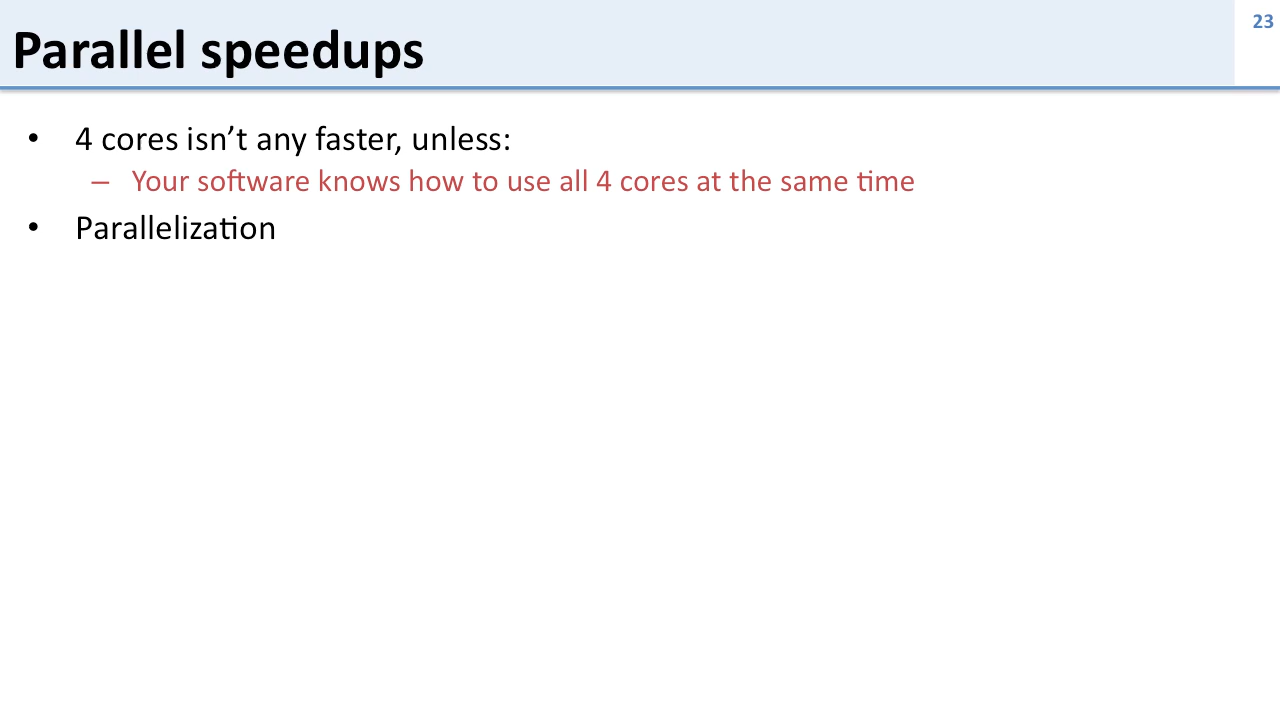 23
Parallel speedups
• 4 cores isn’t any faster, unless:
– Your software knows how to use all 4 cores at the same time
• Parallelization